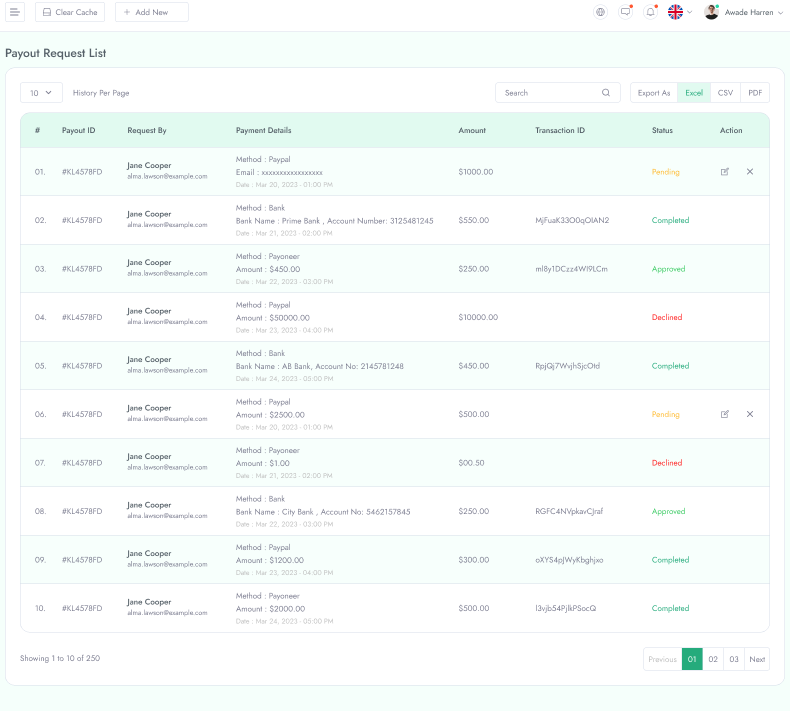 Clear Cache
Add New
Awade Harren
Payout Request List
10
History Per Page
Search
Export As
Excel
CSV
PDF
# Payout ID Request By Payment Details Amount Transaction ID Status Action
01. #KL4578FD Jane Cooper alma.lawson@example.com
Method : Paypal
Email : xxxxxxxxxxxxxxxxx
Date : Mar 20, 2023 - 01:00 PM
$1000.00 Pending
02. #KL4578FD Jane Cooper alma.lawson@example.com
Method : Bank
Bank Name : Prime Bank , Account Number: 3125481245
Date : Mar 21, 2023 - 02:00 PM
$550.00 MjFuaK33O0qOlAN2 Completed
03. #KL4578FD Jane Cooper alma.lawson@example.com
Method : Payoneer
Amount : $450.00
Date : Mar 22, 2023 - 03:00 PM
$250.00 ml8y1DCzz4WI9LCm Approved
04. #KL4578FD Jane Cooper alma.lawson@example.com
Method : Paypal
Amount : $50000.00
Date : Mar 23, 2023 - 04:00 PM
$10000.00 Declined
05. #KL4578FD Jane Cooper alma.lawson@example.com
Method : Bank
Bank Name : AB Bank, Account No: 2145781248
Date : Mar 24, 2023 - 05:00 PM
$450.00 RpjQj7WvjhSjcOtd Completed
06. #KL4578FD Jane Cooper alma.lawson@example.com
Method : Paypal
Amount : $2500.00
Date : Mar 20, 2023 - 01:00 PM
$500.00 Pending
07. #KL4578FD Jane Cooper alma.lawson@example.com
Method : Payoneer
Amount : $1.00
Date : Mar 21, 2023 - 02:00 PM
$00.50 Declined
08. #KL4578FD Jane Cooper alma.lawson@example.com
Method : Bank
Bank Name : City Bank , Account No: 5462157845
Date : Mar 22, 2023 - 03:00 PM
$250.00 RGFC4NVpkavCJraf Approved
09. #KL4578FD Jane Cooper alma.lawson@example.com
Method : Paypal
Amount : $1200.00
Date : Mar 23, 2023 - 04:00 PM
$300.00 oXYS4pJWyKbghjxo Completed
10. #KL4578FD Jane Cooper alma.lawson@example.com
Method : Payoneer
Amount : $2000.00
Date : Mar 24, 2023 - 05:00 PM
$500.00 l3vjb54PjlkPSocQ Completed
Showing 1 to 10 of 250
Previous 01 02 03 Next